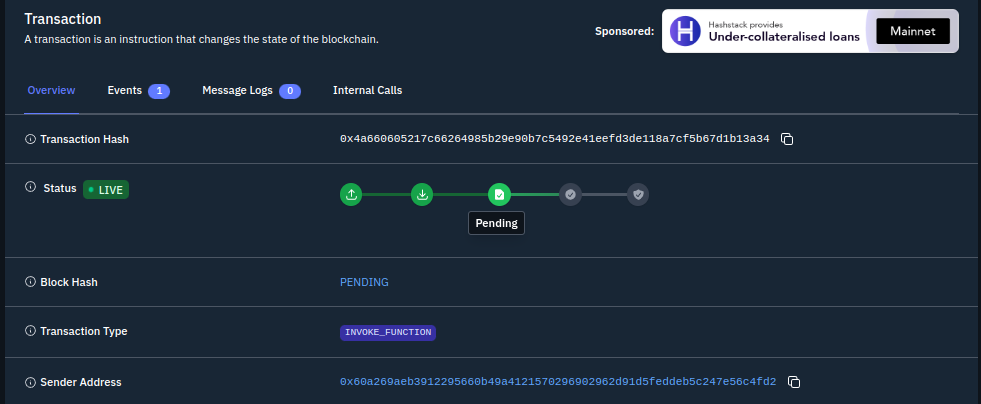 Transaction
A transaction is an instruction that changes the state of the blockchain.
Sponsored:
Hashstack provides
Under-collateralised loans
Mainnet
Overview
Events 1
Message Logs 0
Internal Calls
Transaction Hash
0x4a660605217c66264985b29e90b7c5492e41eefd3de118a7cf5b67d1b13a34
Status LIVE
Pending
Block Hash
PENDING
Transaction Type
INVOKE_FUNCTION
Sender Address
0x60a269aeb3912295660b49a4121570296902962d91d5feddeb5c247e56c4fd2